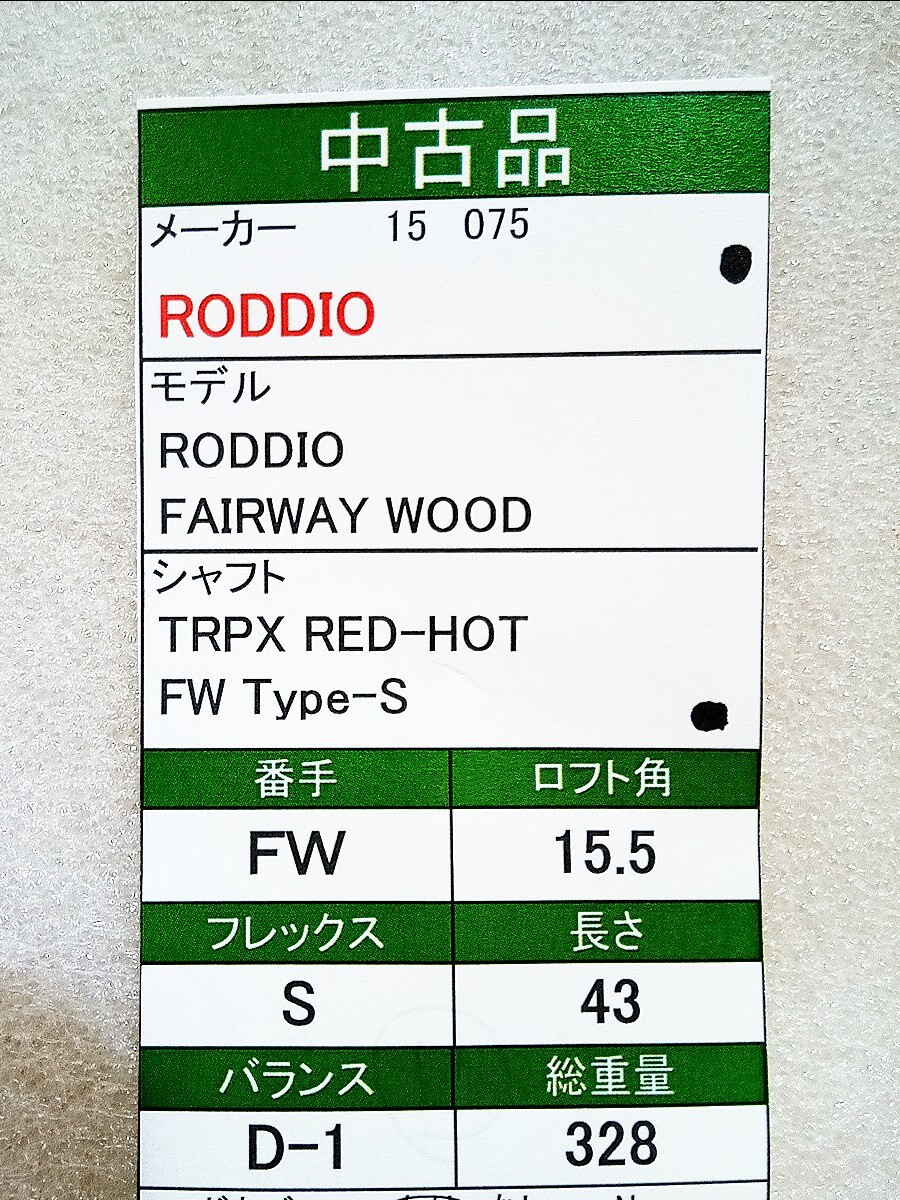 中古品
メーカー 15 075
RODDIO
モデル
RODDIO
FAIRWAY WOOD
シャフト
TRPX RED-HOT
FW Type-S
番手 ロフト角
FW 15.5
フレックス 長さ
S 43
バランス 総重量
D-1 328